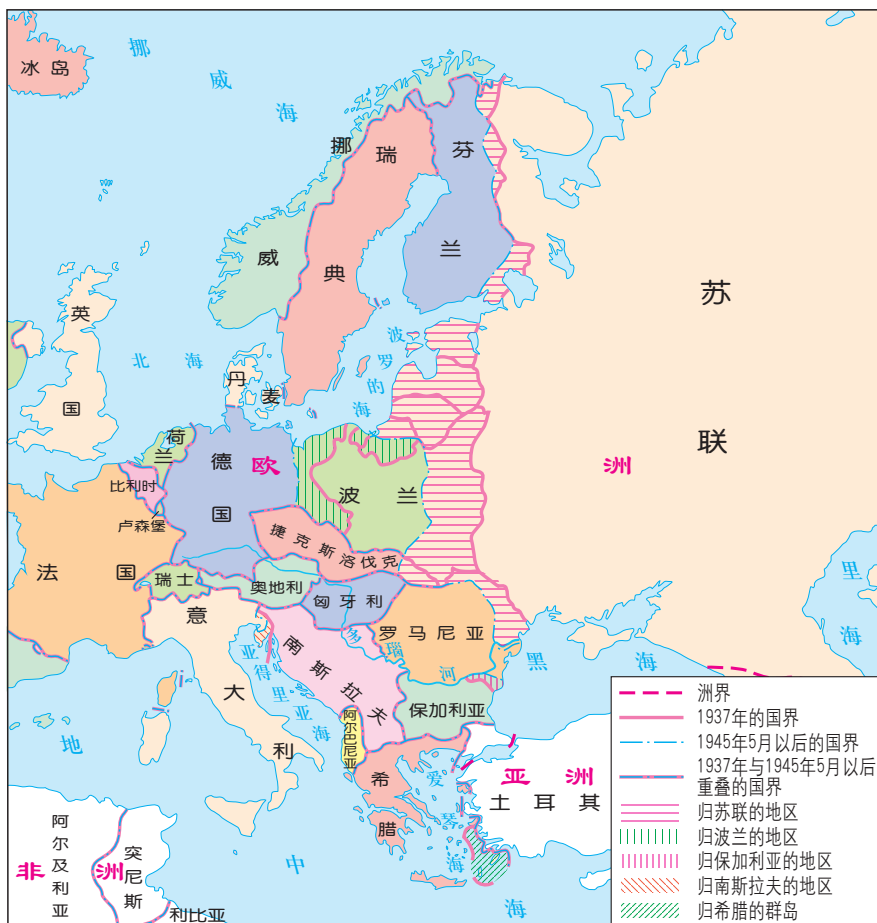 挪威海
冰岛
挪威
瑞典
芬兰
苏联
英国
北海
波罗的海
丹麦
荷兰
德国
欧洲
比利时
波兰
卢森堡
捷克斯洛伐克
法国
瑞士
奥地利
匈牙利
里海
意大利
多瑙河
罗马尼亚
南斯拉夫
亚得里亚海
黑海
保加利亚
阿尔巴尼亚
地中海
希腊
爱琴海
亚洲
土耳其
阿尔及利亚
非洲
突尼斯
利比亚
洲界
1937年的国界
1945年5月以后的国界
1937年与1945年5月以后
重叠的国界
归苏联的地区
归波兰的地区
归保加利亚的地区
归南斯拉夫的地区
归希腊的群岛